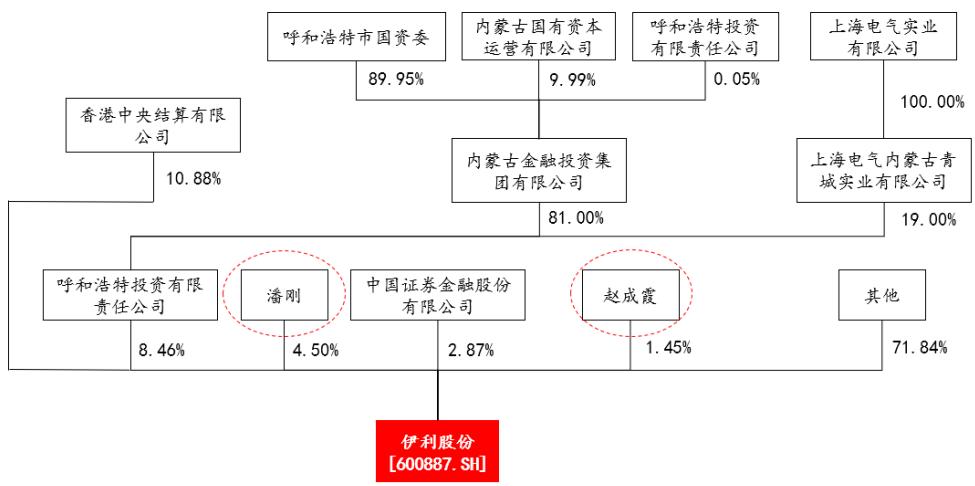 呼和浩特市国资委
内蒙古国有资本
运营有限公司
呼和浩特投资
有限责任公司
上海电气实业
有限公司
89.95%
9.99%
0.05%
100.00%
香港中央结算有限
公司
10.88%
内蒙古金融投资集
团有限公司
上海电气内蒙古青
城实业有限公司
81.00%
19.00%
呼和浩特投资有限
责任公司
潘刚
中国证券金融股份
有限公司
赵成霞
其他
8.46%
4.50%
2.87%
1.45%
71.84%
伊利股份
[600887.SH]